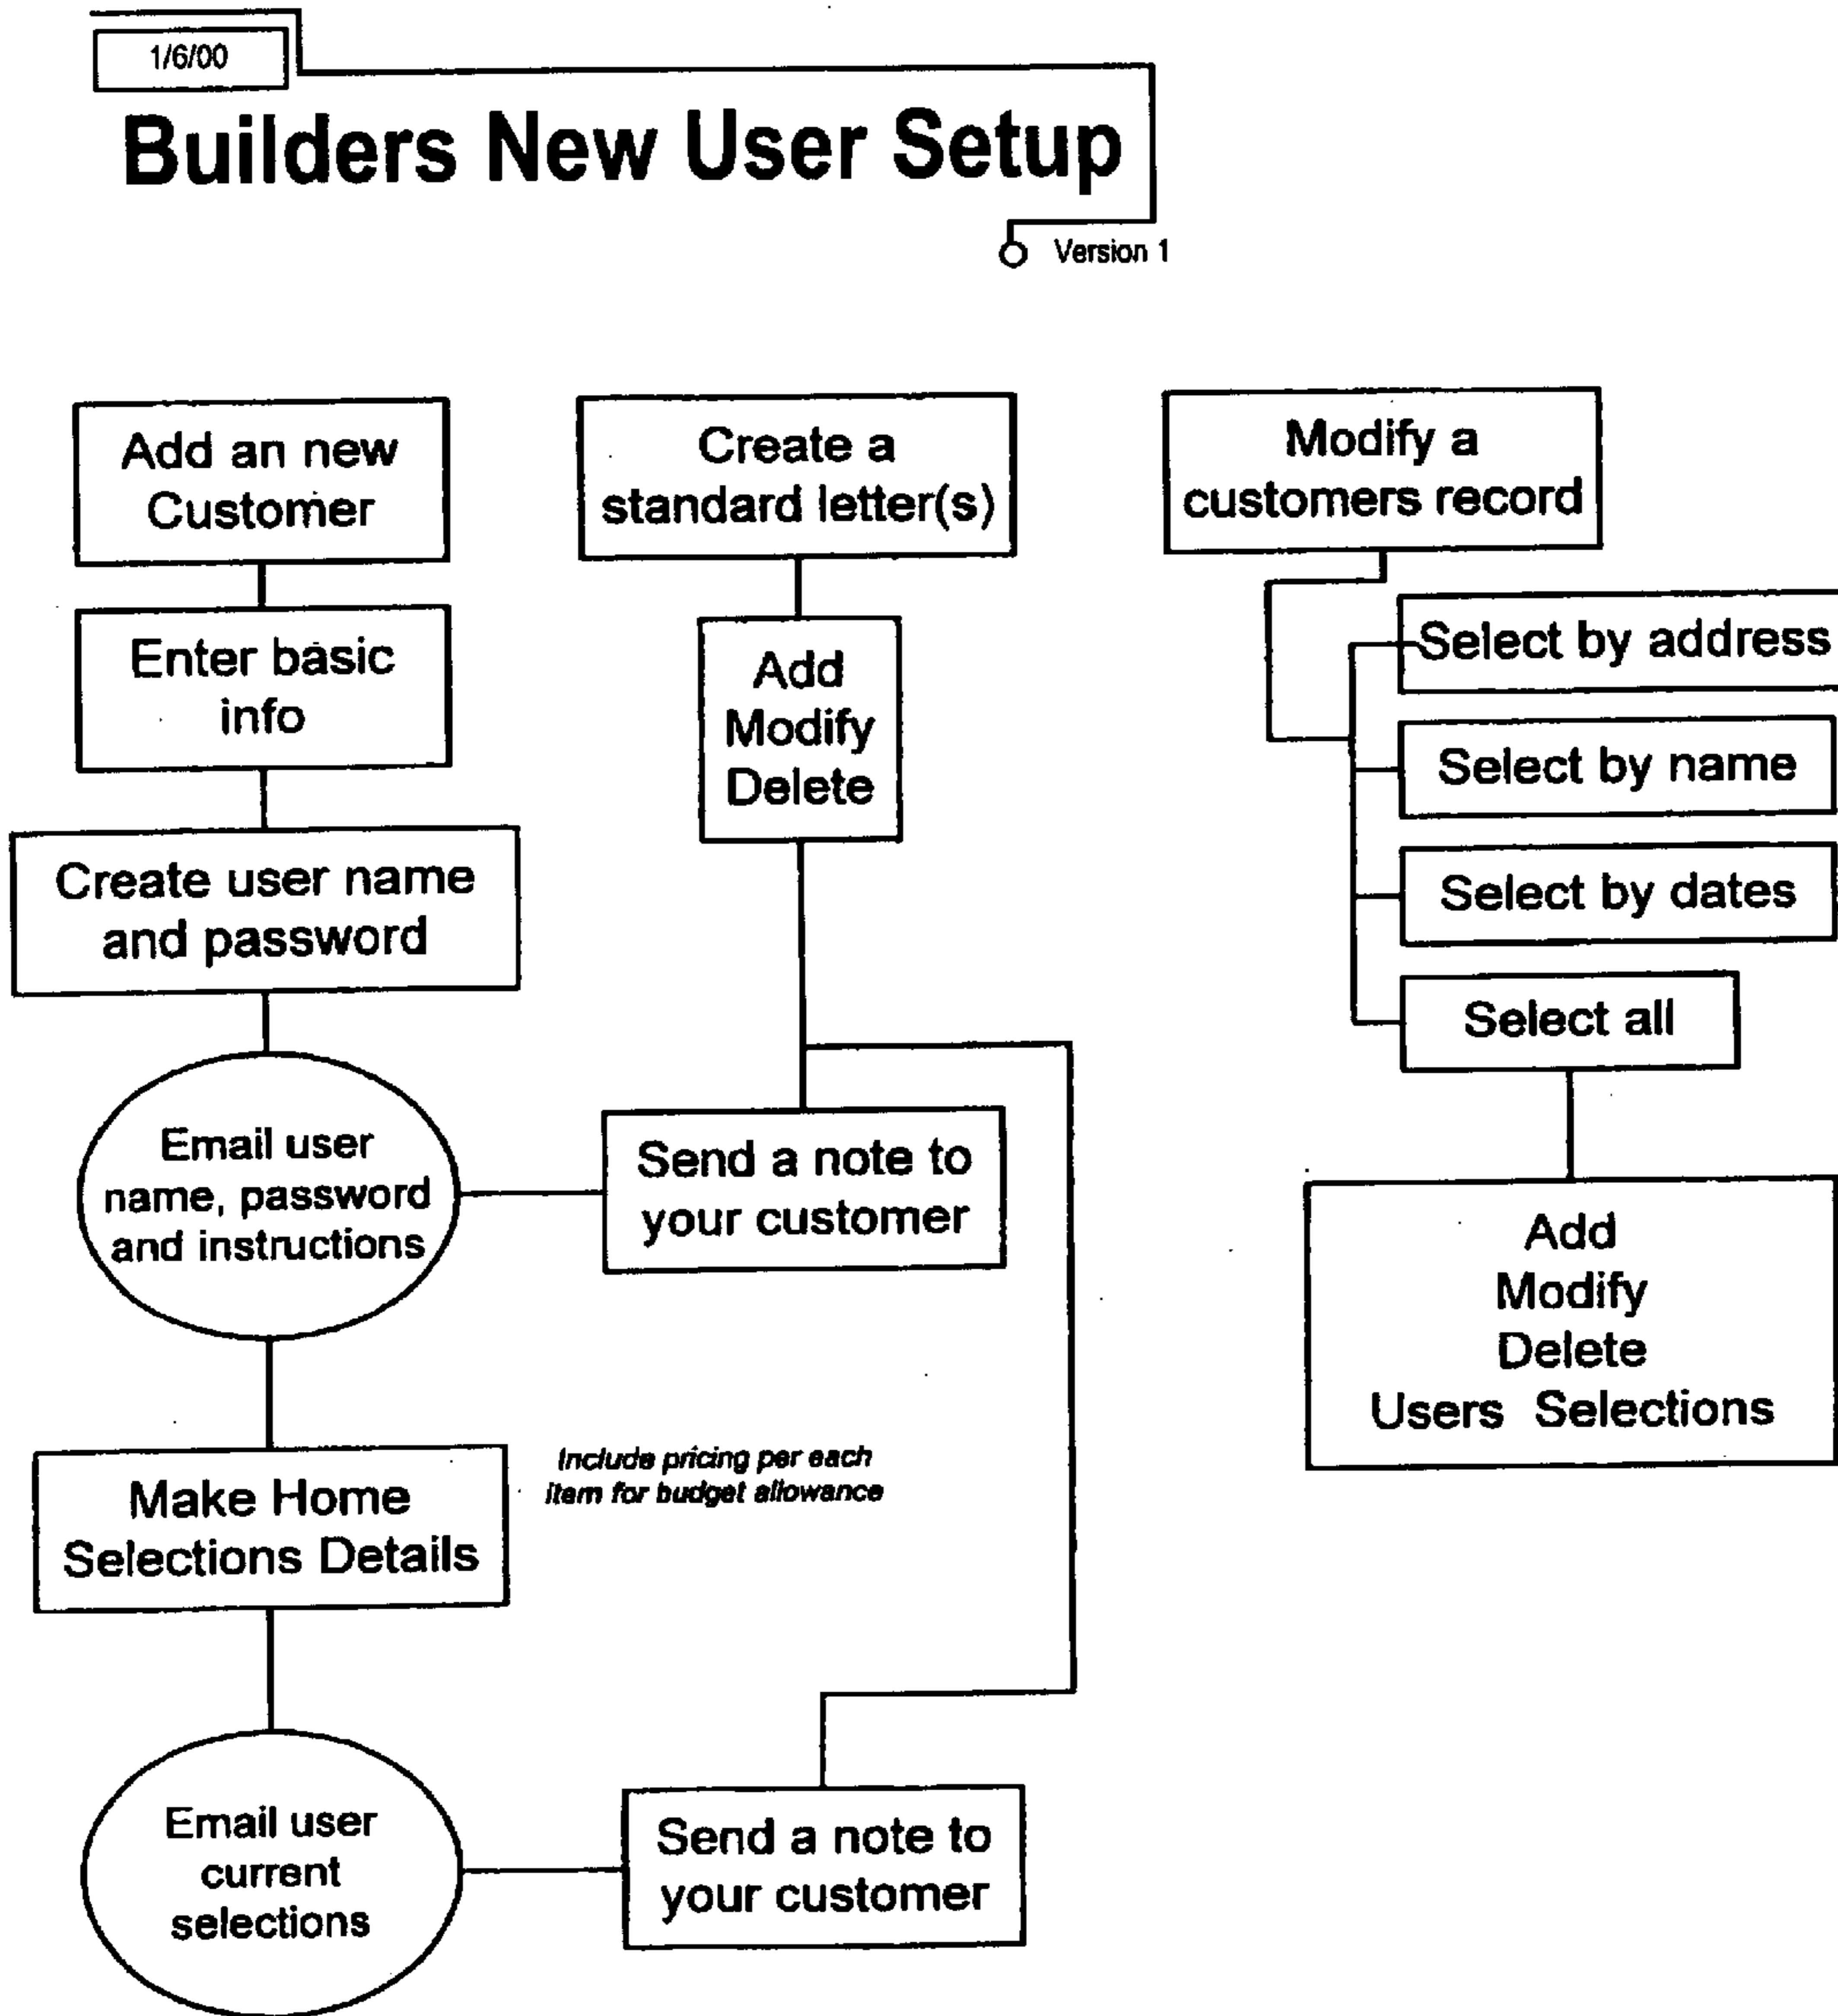 1/6/00
Builders New User Setup
Version 1
Add an new
Customer
Enter basic
info
Create user name
and password
Email user
name, password
and instructions
Make Home
Selections Details
Email user
current
selections
Create a
standard letter(s)
Add
Modify
Delete
Send a note to
your customer
Include pricing per each
item for budget allowance
Send a note to
your customer
Modify a
customers record
Select by address
Select by name
Select by dates
Select all
Add
Modify
Delete
Users Selections